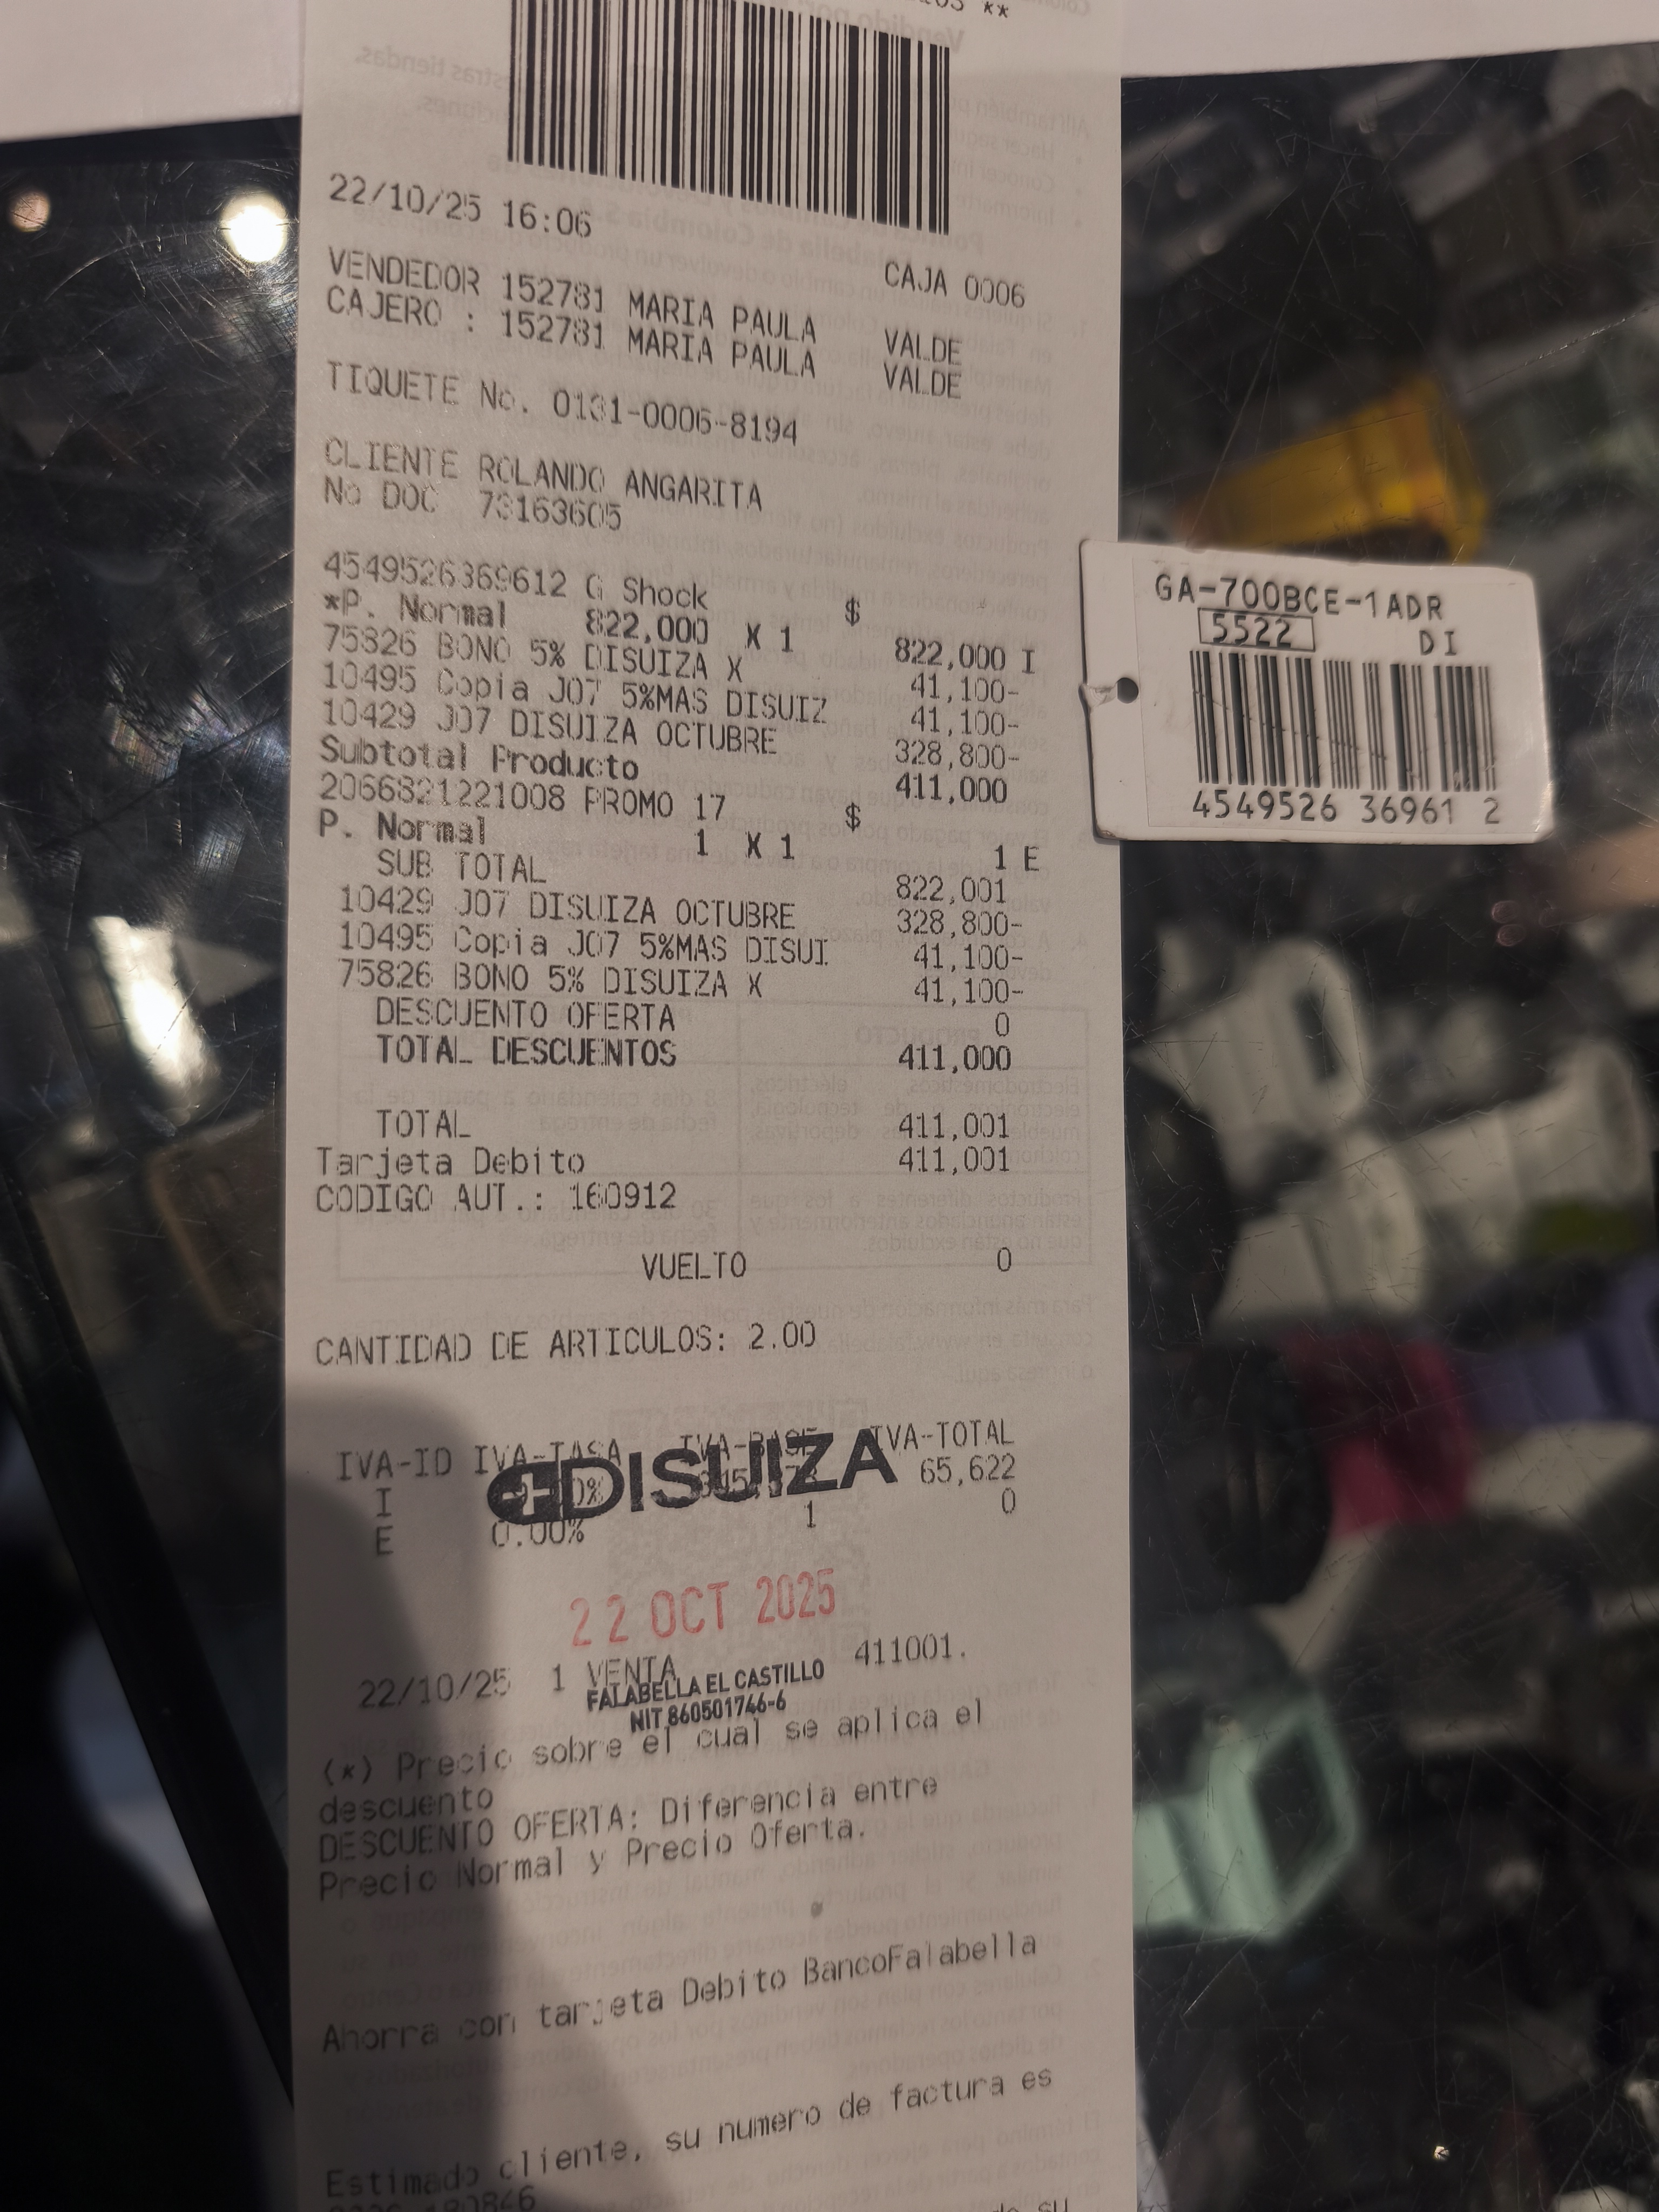 **
22/10/25 16:06
CAJA 0006
VENDEDOR 152781 MARIA PAULA VALDE
CAJERO : 152781 MARIA PAULA VALDE
TIQUETE No. 0131-0006-8194
CLIENTE ROLANDO ANGARITA
No DOC 73163605
4549526369612 G Shock $
*P. Normal 822,000 X 1 822,000 I
75826 BONO 5% DISUIZA X 41,100-
10495 Copia J07 5%MAS DISUIZ 41,100-
10429 J07 DISUIZA OCTUBRE 328,800-
Subtotal Producto 411,000
2066821221008 PROMO 17 $
P. Normal 1 X 1 1 E
SUB TOTAL 822,001
10429 J07 DISUIZA OCTUBRE 328,800-
10495 Copia J07 5%MAS DISUI 41,100-
75826 BONO 5% DISUIZA X 41,100-
DESCUENTO OFERTA 0
TOTAL DESCUENTOS 411,000
TOTAL 411,001
Tarjeta Debito 411,001
CODIGO AUT.: 160912
VUELTO 0
CANTIDAD DE ARTICULOS: 2.00
IVA-ID IVA-TASA IVA-BASE IVA-TOTAL
I 65,622
E 0.00% 1 0
DISUIZA
22 OCT 2025
22/10/25 1 VENTA 411001.
FALABELLA EL CASTILLO
NIT 860501746-6
(*) Precio sobre el cual se aplica el
descuento
DESCUENTO OFERTA: Diferencia entre
Precio Normal y Precio Oferta.
Ahorra con tarjeta Debito BancoFalabella
Estimado cliente, su numero de factura es
GA-700BCE-1ADR
5522 DI
4549526 36961 2